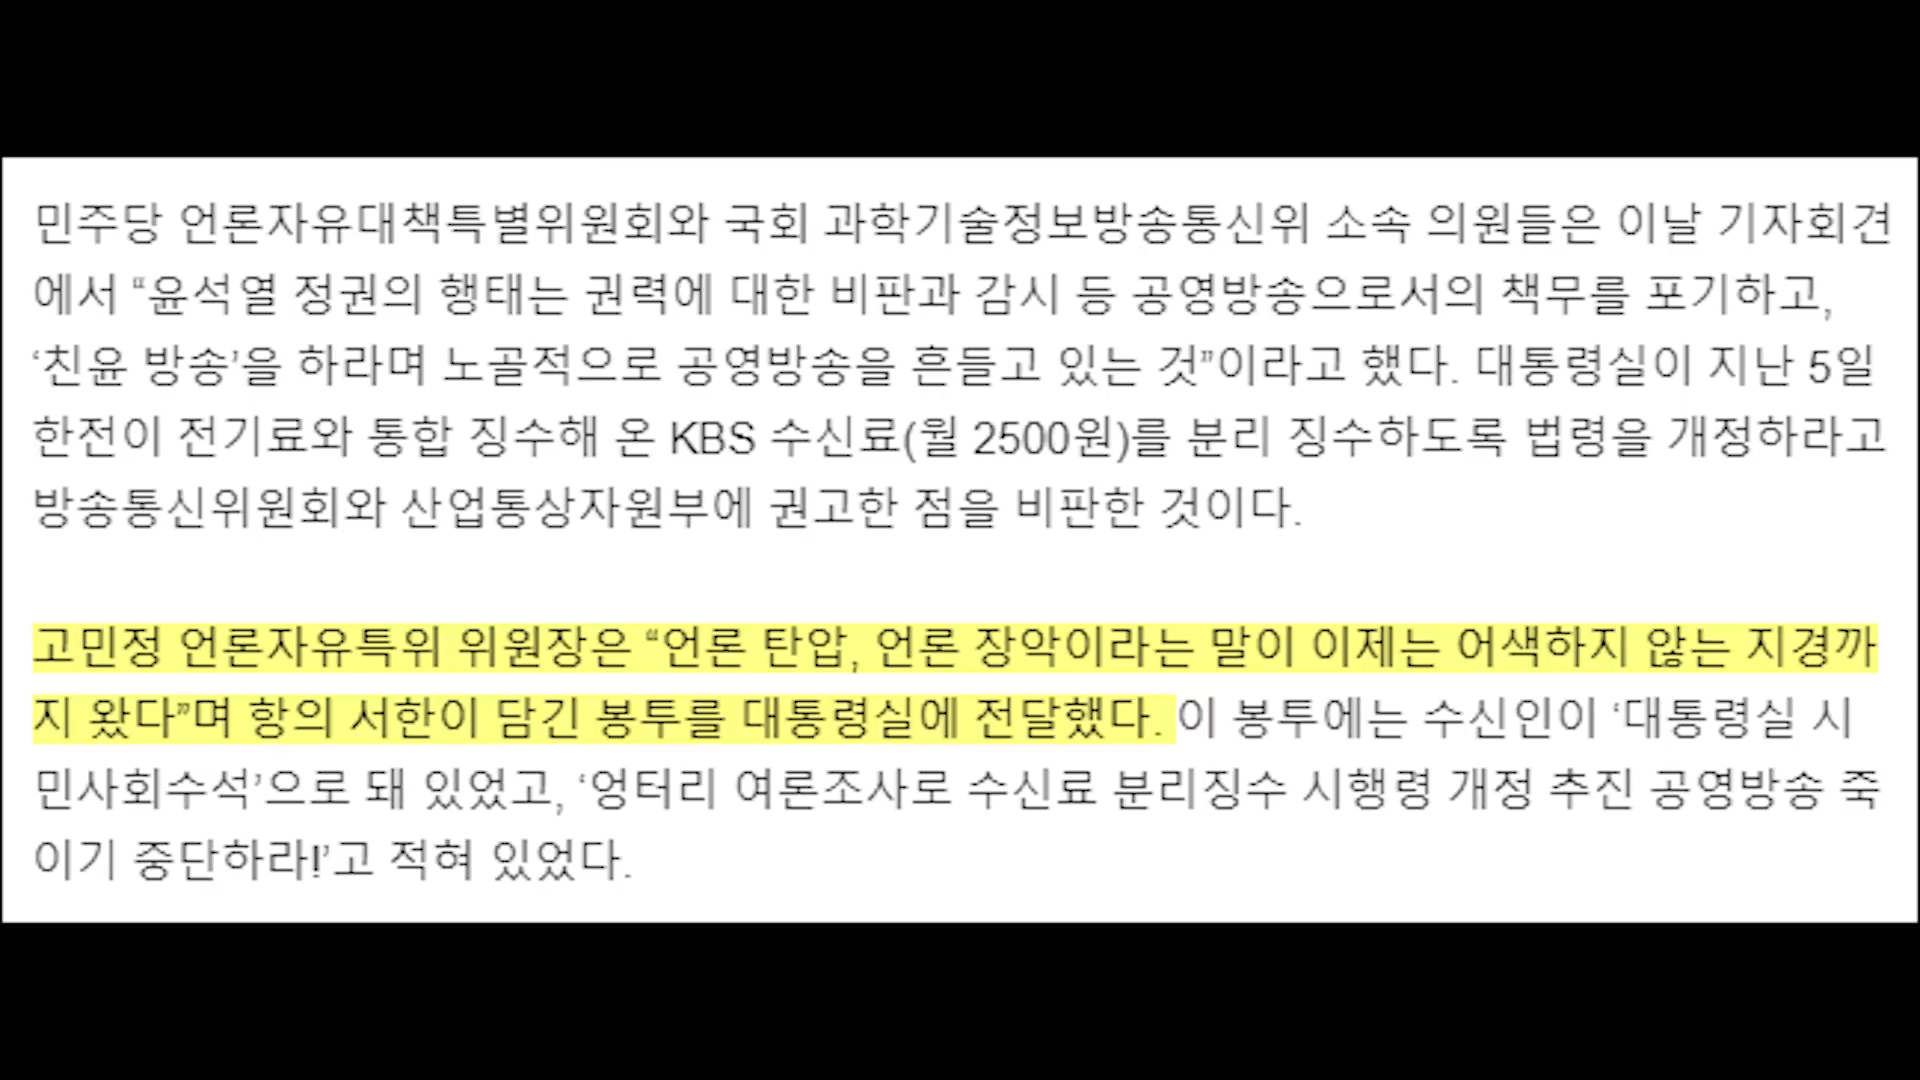 민주당 언론자유대책특별위원회와 국회 과학기술정보방송통신위 소속 의원들은 이날 기자회견
에서 “윤석열 정권의 행태는 권력에 대한 비판과 감시 등 공영방송으로서의 책무를 포기하고,
‘친윤 방송’을 하라며 노골적으로 공영방송을 흔들고 있는 것”이라고 했다. 대통령실이 지난 5일
한전이 전기료와 통합 징수해 온 KBS 수신료(월 2500원)를 분리 징수하도록 법령을 개정하라고
방송통신위원회와 산업통상자원부에 권고한 점을 비판한 것이다.
고민정 언론자유특위 위원장은 “언론 탄압, 언론 장악이라는 말이 이제는 어색하지 않는 지경까
지 왔다”며 항의 서한이 담긴 봉투를 대통령실에 전달했다. 이 봉투에는 수신인이 ‘대통령실 시
민사회수석’으로 돼 있었고, ‘엉터리 여론조사로 수신료 분리징수 시행령 개정 추진 공영방송 죽
이기 중단하라!’고 적혀 있었다.